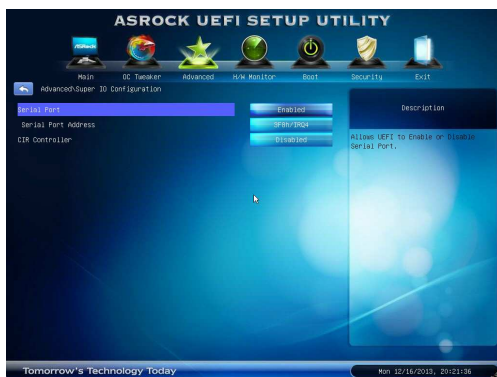 ASROCK UEFI SETUP UTILITY
ASRock
Main OC Tweaker Advanced H/W Monitor Boot Security Exit
Advanced\Super IO Configuration
Serial Port Enabled
Serial Port Address 3F8h/IRQ4
CIR Controller Disabled
Description
Allows UEFI to Enable or Disable
Serial Port.
Tomorrow's Technology Today
Mon 12/16/2013, 20:21:36